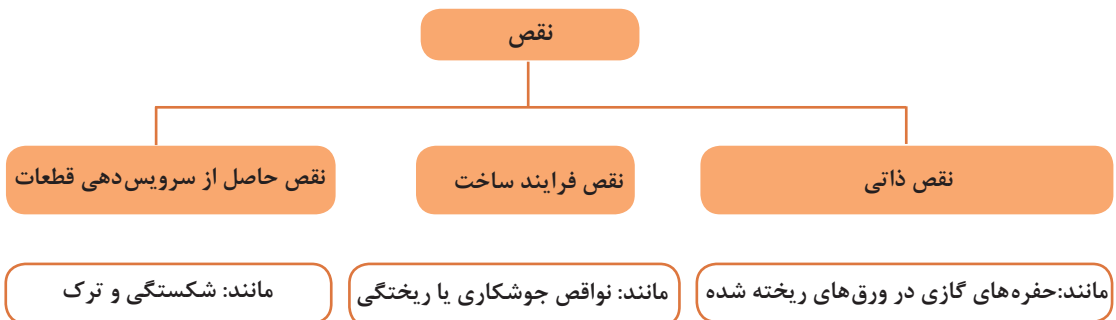 نقص
نقص ذاتی
نقص فرایند ساخت
نقص حاصل از سرویس‌دهی قطعات
مانند:حفره‌های گازی در ورق‌های ریخته شده
مانند: نواقص جوشکاری یا ریختگی
مانند: شکستگی و ترک